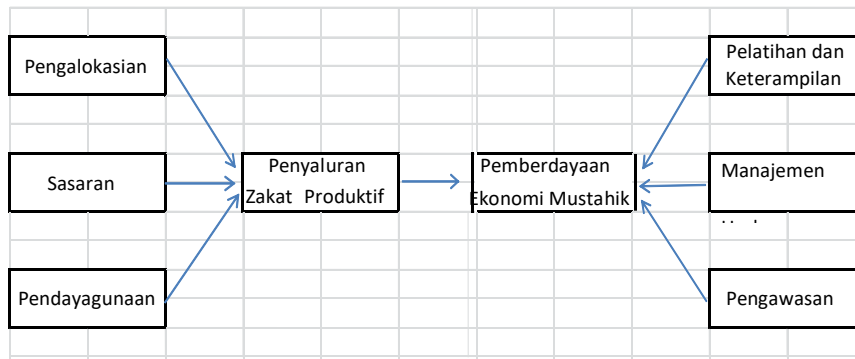 Pengalokasian
Pelatihan dan
Keterampilan
Sasaran
Penyaluran
Zakat Produktif
Pemberdayaan
Ekonomi Mustahik
Manajemen
Pendayagunaan
Pengawasan